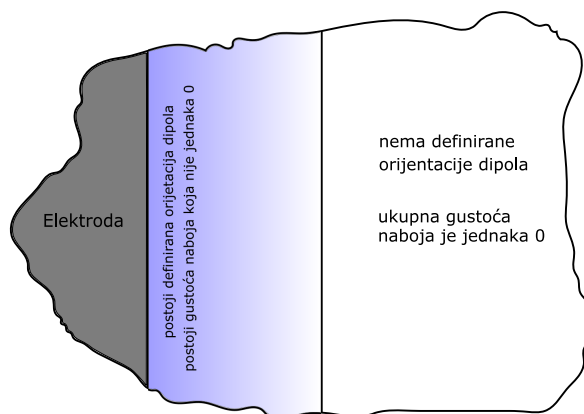 Elektroda
postoji definirana orijetacija dipola
postoji gustoća naboja koja nije jednaka 0
nema definirane
orijentacije dipola
ukupna gustoća
naboja je jednaka 0